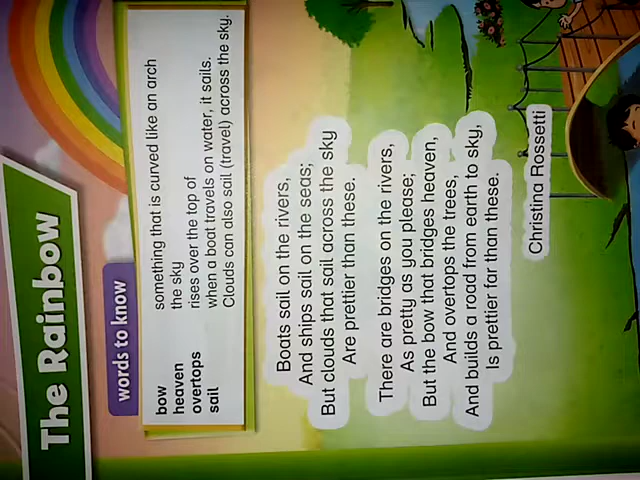 The Rainbow
words to know
bow something that is curved like an arch
heaven the sky
overtops rises over the top of
sail when a boat travels on water, it sails.
Clouds can also sail (travel) across the sky.
Boats sail on the rivers,
And ships sail on the seas;
But clouds that sail across the sky
Are prettier than these.
There are bridges on the rivers,
As pretty as you please;
But the bow that bridges heaven,
And overtops the trees,
And builds a road from earth to sky,
Is prettier far than these.
Christina Rossetti